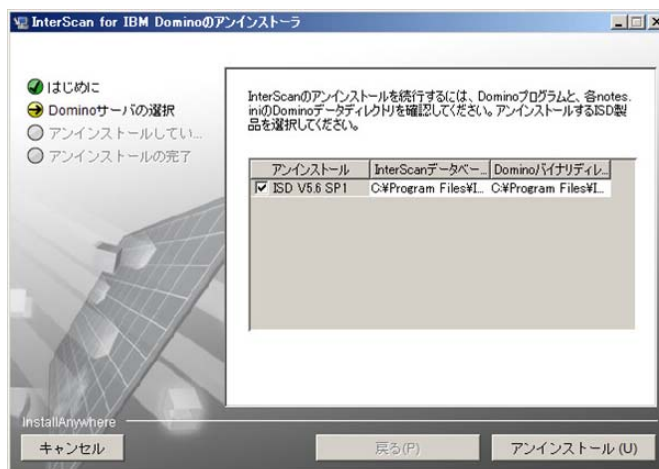 InterScan for IBM Dominoのアンインストーラ
はじめに
Dominoサーバの選択
アンインストールしてい...
アンインストールの完了
InterScanのアンインストールを続行するには、Dominoプログラムと、各notes.
iniのDominoデータディレクトリを確認してください。アンインストールするISD製
品を選択してください。
アンインストール InterScanデータベー... Dominoバイナリディレ...
ISD V5.6 SP1 C:¥Program Files¥I... C:¥Program Files¥I...
InstallAnywhere
キャンセル 戻る(P) アンインストール (U)